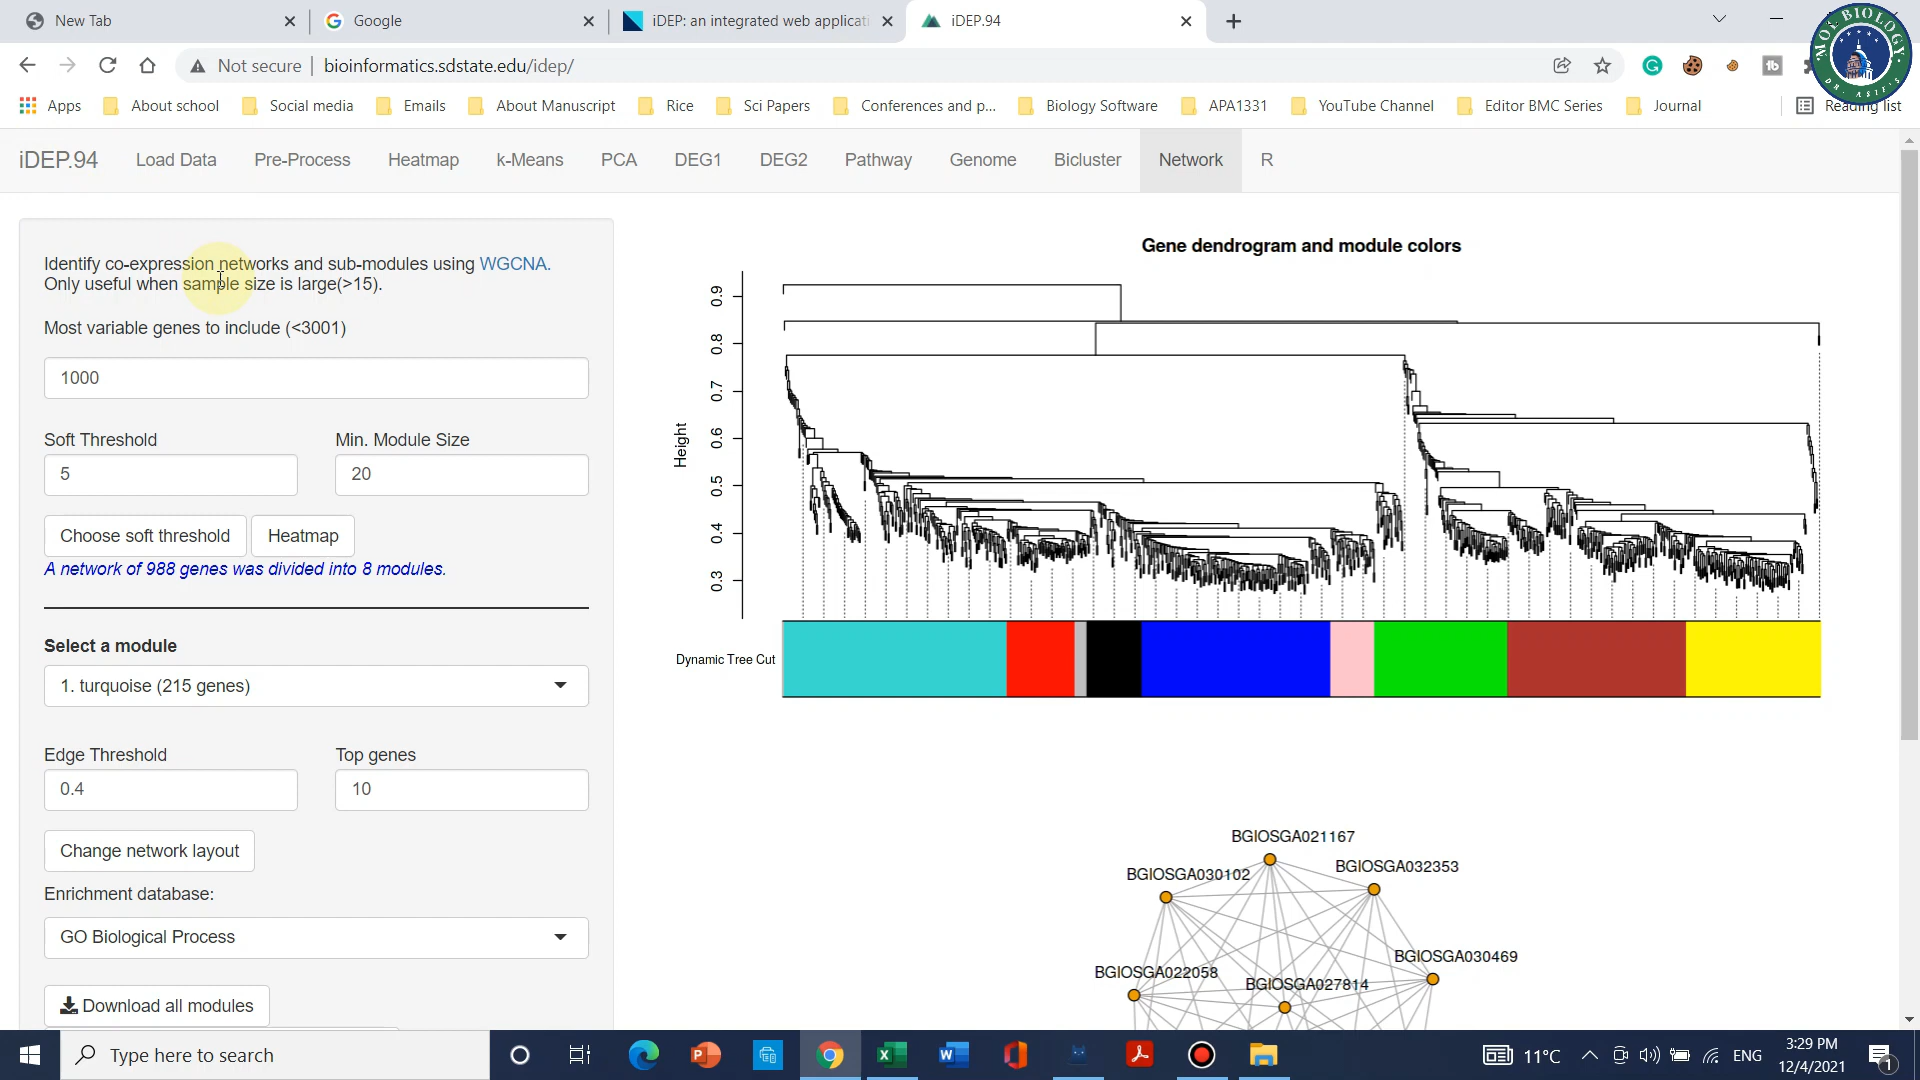 New Tab
Google
iDEP: an integrated web applicati
iDEP.94
Not secure
bioinformatics.sdstate.edu/idep/
MOV BIOLOGY
DR. ASIF S
Apps
About school
Social media
Emails
About Manuscript
Rice
Sci Papers
Conferences and p...
Biology Software
APA1331
YouTube Channel
Editor BMC Series
Journal
Reading list
iDEP.94
Load Data
Pre-Process
Heatmap
k-Means
PCA
DEG1
DEG2
Pathway
Genome
Bicluster
Network
R
Identify co-expression networks and sub-modules using WGCNA.
Only useful when sample size is large(>15).
Most variable genes to include (<3001)
1000
Soft Threshold
Min. Module Size
5
20
Choose soft threshold
Heatmap
A network of 988 genes was divided into 8 modules.
Select a module
1. turquoise (215 genes)
Edge Threshold
Top genes
0.4
10
Change network layout
Enrichment database:
GO Biological Process
Download all modules
Gene dendrogram and module colors
Height
0.9
0.8
0.7
0.6
0.5
0.4
0.3
Dynamic Tree Cut
BGIOSGA021167
BGIOSGA032353
BGIOSGA030102
BGIOSGA030469
BGIOSGA022058
BGIOSGA027814
Type here to search
11°C
ENG
3:29 PM
12/4/2021
1